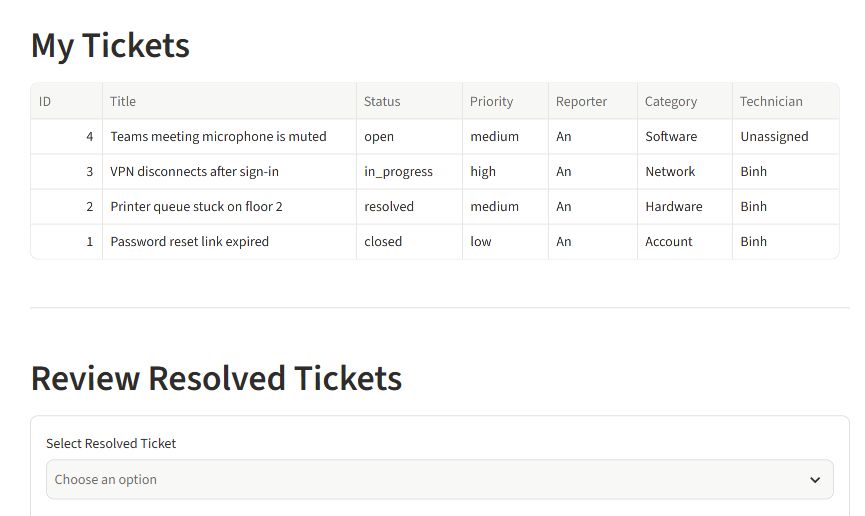 My Tickets
ID Title Status Priority Reporter Category Technician
4 Teams meeting microphone is muted open medium An Software Unassigned
3 VPN disconnects after sign-in in_progress high An Network Binh
2 Printer queue stuck on floor 2 resolved medium An Hardware Binh
1 Password reset link expired closed low An Account Binh
Review Resolved Tickets
Select Resolved Ticket
Choose an option